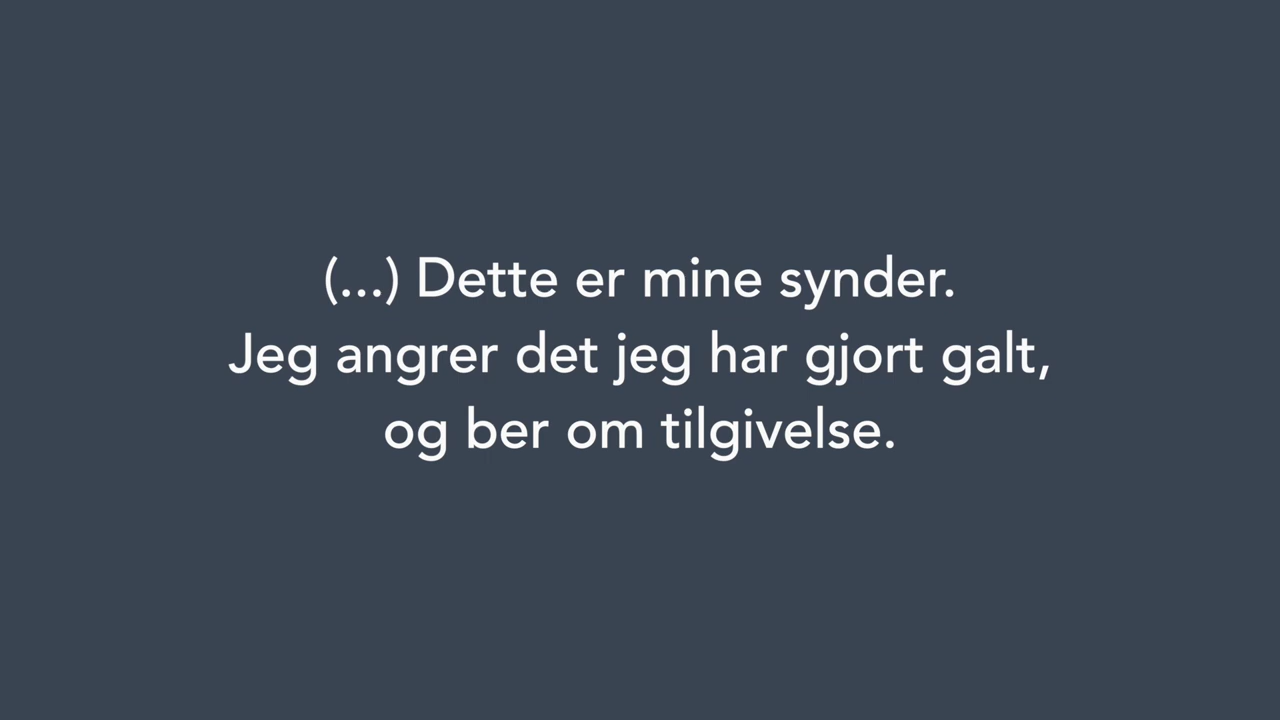 (...) Dette er mine synder.
Jeg angrer det jeg har gjort galt,
og ber om tilgivelse.